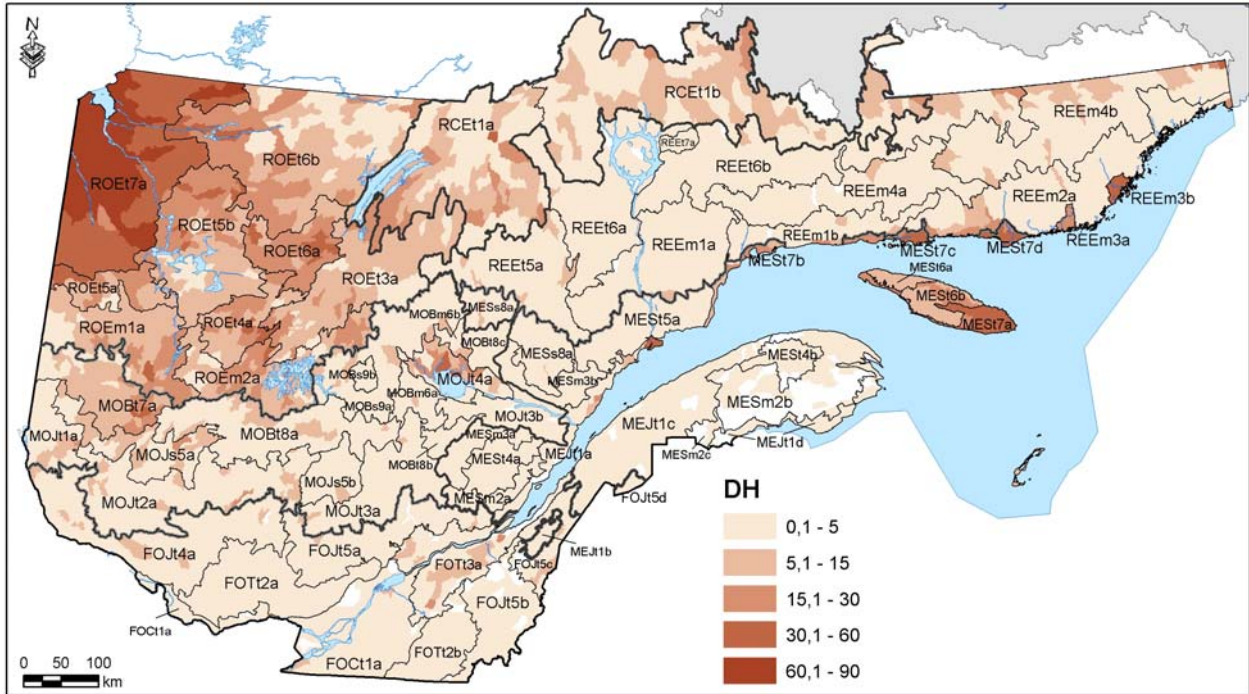 N
RCEt1b
RCEt1a
REEm4b
REEt7a
ROEt6b
REEt6b
ROEt7a
REEm4a
REEm2a
REEm3b
ROEt5b
REEt6a
REEm1a
REEm1b
REEm3a
ROEt6a
MESt7c
MESt7d
MESt7b
REEt5a
MESt6a
ROEt3a
ROEt5a
MESt6b
MESt7a
ROEm1a
ROEt4a
MOBm6b
MESs8a
MESt5a
MOBt8c
MESs8a
MESt4b
ROEm2a
MOBs9b
MOJt4a
MESm3b
MOBm6a
MESm2b
MOBt7a
MOBs9a
MOJt3b
MEJt1c
MOJt1a
MOBt8a
MESm3a
MEJt1d
MESm2c
MOJs5a
MOBt8b
MESt4a
MEJt1a
MOJs5b
FOJt5d
MOJt2a
MESm2a
MOJt3a
MEJt1b
FOJt4a
FOJt5a
FOTt3a
FOJt5c
FOTt2a
FOJt5b
FOCt1a
FOCt1a
FOTt2b
DH
0,1 - 5
5,1 - 15
15,1 - 30
30,1 - 60
60,1 - 90
0 50 100
km